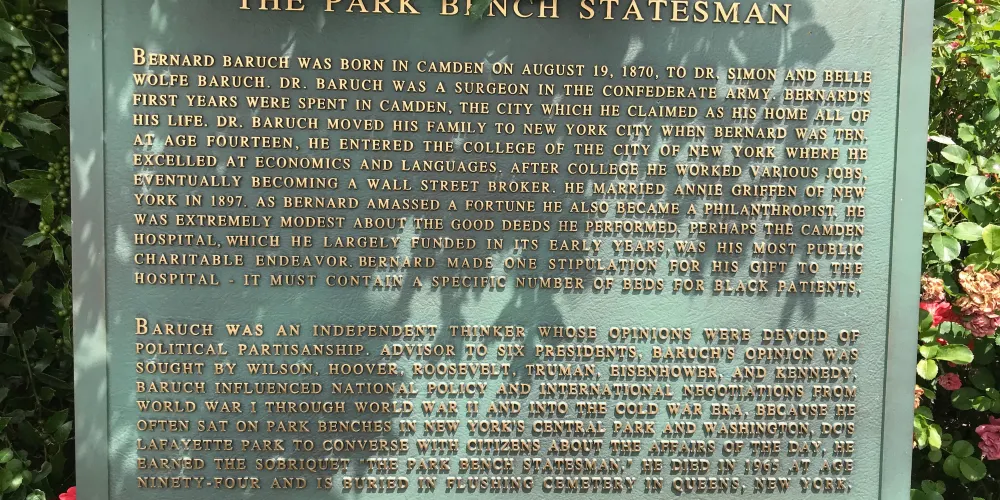 THE PARK BENCH STATESMAN
BERNARD BARUCH WAS BORN IN CAMDEN ON AUGUST 19, 1870, TO DR. SIMON AND BELLE
WOLFE BARUCH. DR. BARUCH WAS A SURGEON IN THE CONFEDERATE ARMY. BERNARD'S
FIRST YEARS WERE SPENT IN CAMDEN, THE CITY WHICH HE CLAIMED AS HIS HOME ALL OF
HIS LIFE. DR. BARUCH MOVED HIS FAMILY TO NEW YORK CITY WHEN BERNARD WAS TEN.
AT AGE FOURTEEN, HE ENTERED THE COLLEGE OF THE CITY OF NEW YORK WHERE HE
EXCELLED AT ECONOMICS AND LANGUAGES. AFTER COLLEGE HE WORKED VARIOUS JOBS,
EVENTUALLY BECOMING A WALL STREET BROKER. HE MARRIED ANNIE GRIFFEN OF NEW
YORK IN 1897. AS BERNARD AMASSED A FORTUNE HE ALSO BECAME A PHILANTHROPIST. HE
WAS EXTREMELY MODEST ABOUT THE GOOD DEEDS HE PERFORMED, PERHAPS THE CAMDEN
HOSPITAL, WHICH HE LARGELY FUNDED IN ITS EARLY YEARS, WAS HIS MOST PUBLIC
CHARITABLE ENDEAVOR. BERNARD MADE ONE STIPULATION FOR HIS GIFT TO THE
HOSPITAL - IT MUST CONTAIN A SPECIFIC NUMBER OF BEDS FOR BLACK PATIENTS.
BARUCH WAS AN INDEPENDENT THINKER WHOSE OPINIONS WERE DEVOID OF
POLITICAL PARTISANSHIP. ADVISOR TO SIX PRESIDENTS, BARUCH'S OPINION WAS
SOUGHT BY WILSON, HOOVER, ROOSEVELT, TRUMAN, EISENHOWER, AND KENNEDY.
BARUCH INFLUENCED NATIONAL POLICY AND INTERNATIONAL NEGOTIATIONS FROM
WORLD WAR I THROUGH WORLD WAR II AND INTO THE COLD WAR ERA. BECAUSE HE
OFTEN SAT ON PARK BENCHES IN NEW YORK'S CENTRAL PARK AND WASHINGTON, DC'S
LAFAYETTE PARK TO CONVERSE WITH CITIZENS ABOUT THE AFFAIRS OF THE DAY, HE
EARNED THE SOBRIQUET "THE PARK BENCH STATESMAN." HE DIED IN 1965 AT AGE
NINETY-FOUR AND IS BURIED IN FLUSHING CEMETERY IN QUEENS, NEW YORK.